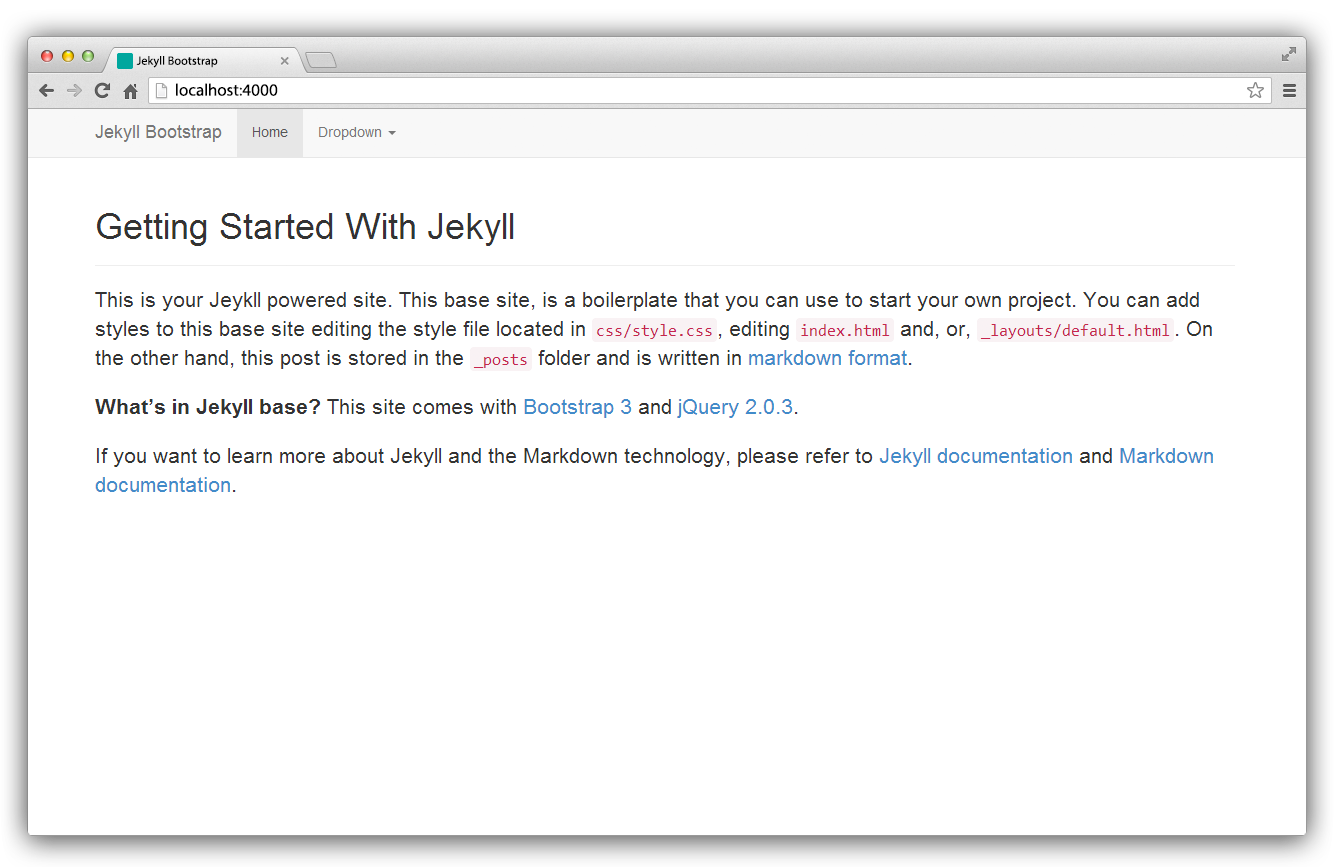 Jekyll Bootstrap
localhost:4000
Jekyll Bootstrap Home Dropdown
Getting Started With Jekyll
This is your Jeykll powered site. This base site, is a boilerplate that you can use to start your own project. You can add
styles to this base site editing the style file located in css/style.css, editing index.html and, or, _layouts/default.html. On
the other hand, this post is stored in the _posts folder and is written in markdown format.
What's in Jekyll base? This site comes with Bootstrap 3 and jQuery 2.0.3.
If you want to learn more about Jekyll and the Markdown technology, please refer to Jekyll documentation and Markdown
documentation.